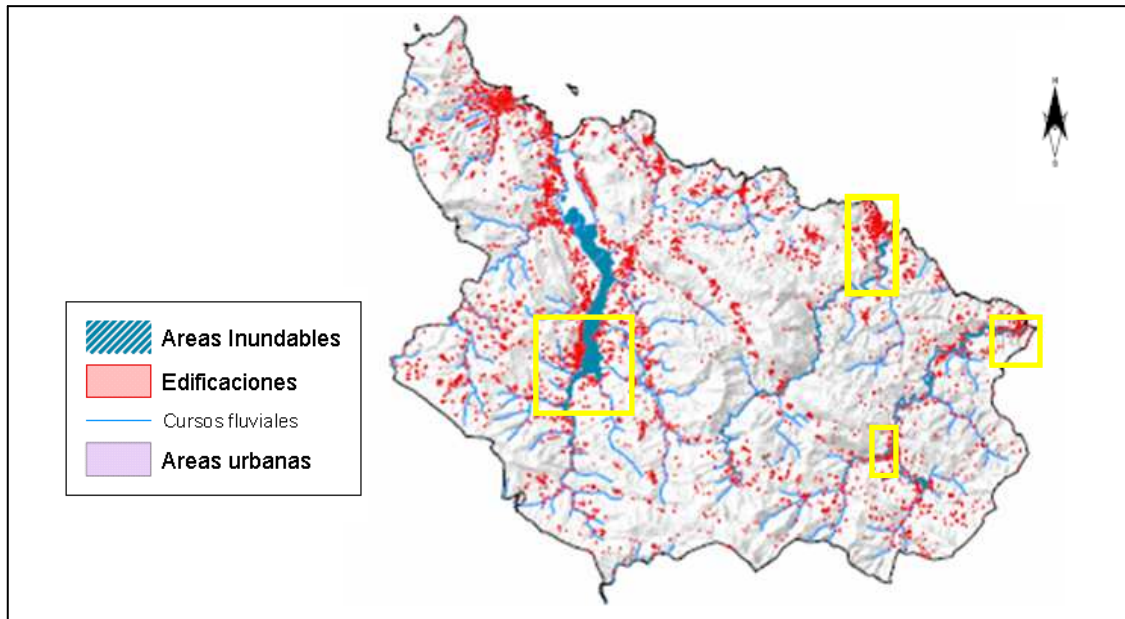 N
S
Areas Inundables
Edificaciones
Cursos fluviales
Areas urbanas